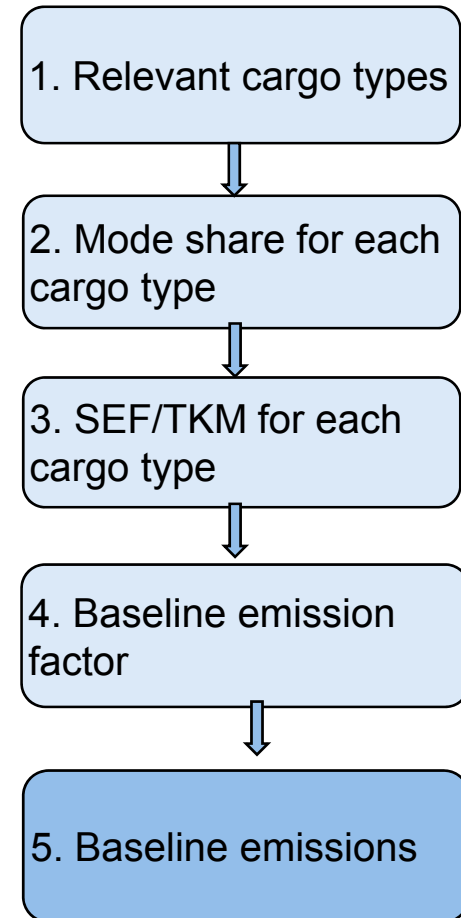 1. Relevant cargo types
2. Mode share for each
cargo type
3. SEF/TKM for each
cargo type
4. Baseline emission
factor
5. Baseline emissions